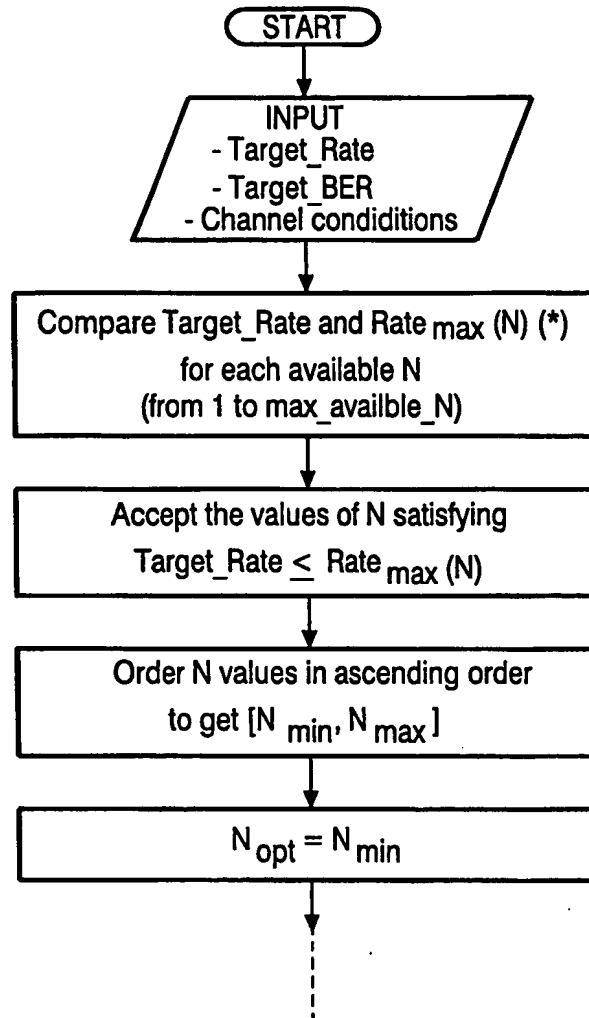 START
INPUT
- Target_Rate
- Target_BER
- Channel condiditions
Compare Target_Rate and Rate max (N) (*)
for each available N
(from 1 to max_availble_N)
Accept the values of N satisfying
Target_Rate ≤ Rate max (N)
Order N values in ascending order
to get [N min, N max ]
N opt = N min